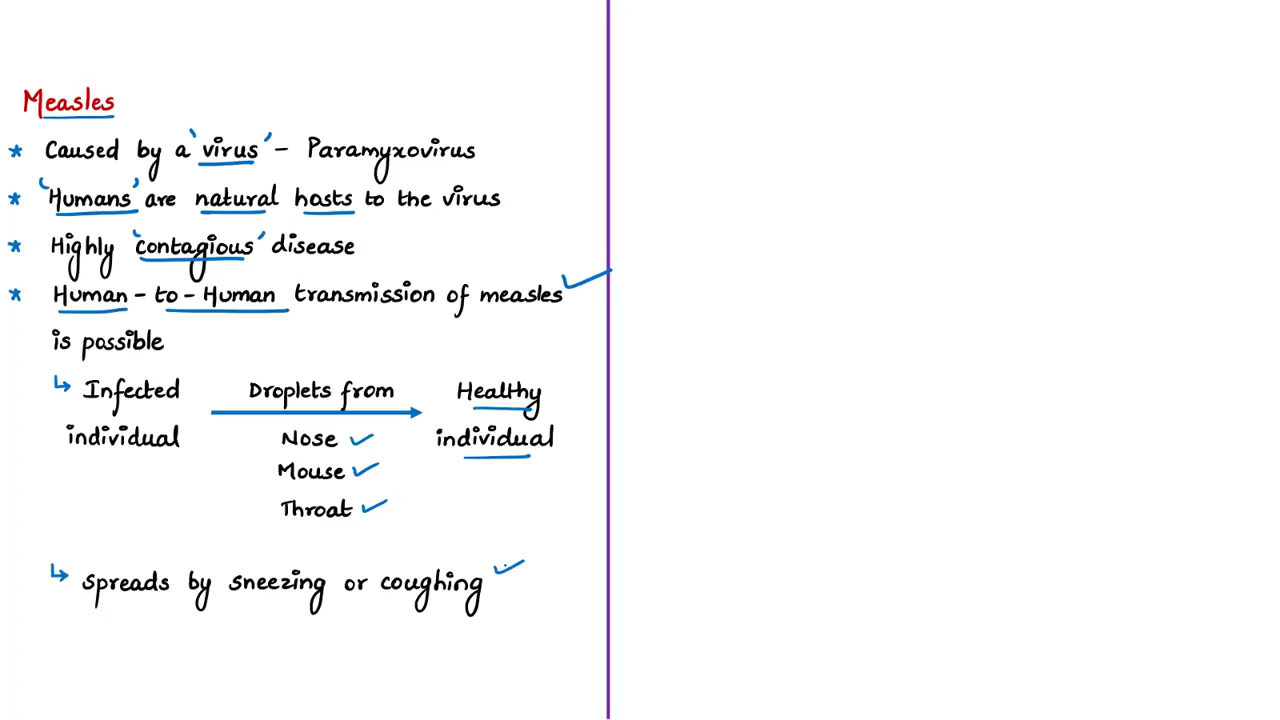 Measles
* Caused by a 'virus' - Paramyxovirus
* 'Humans' are natural hosts to the virus
* Highly 'contagious' disease
* Human - to - Human transmission of measles
is possible
↳ Infected Droplets from Healthy
individual individual
Nose ✓
Mouse ✓
Throat ✓
↳ spreads by sneezing or coughing ✓